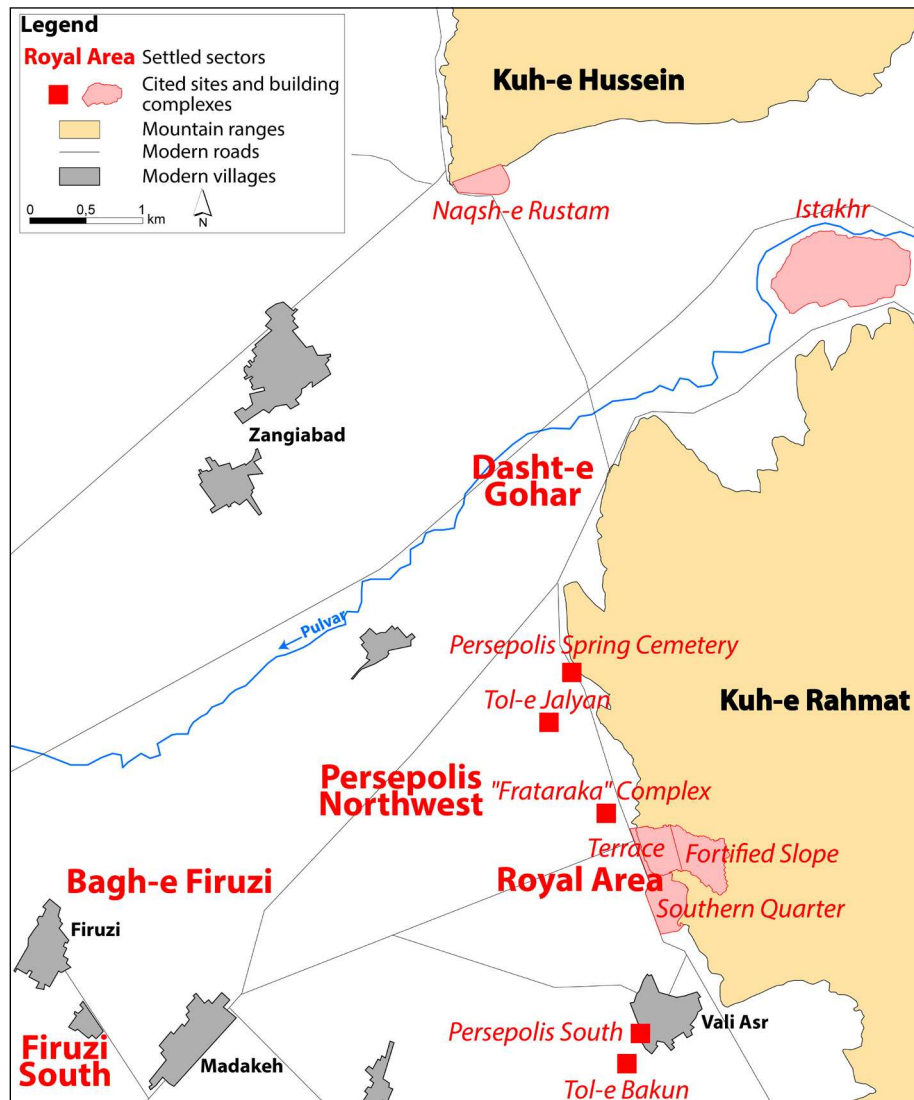 Legend
Royal Area Settled sectors
Cited sites and building
complexes
Mountain ranges
Modern roads
Modern villages
0 0,5 1
km
N
Kuh-e Hussein
Naqsh-e Rustam
Istakhr
Zangiabad
Dasht-e
Gohar
Pulvar
Persepolis Spring Cemetery
Tol-e Jalyan
Kuh-e Rahmat
Persepolis
Northwest
"Frataraka" Complex
Terrace
Fortified Slope
Bagh-e Firuzi
Royal Area
Southern Quarter
Firuzi
Persepolis South
Vali Asr
Firuzi
South
Madakeh
Tol-e Bakun